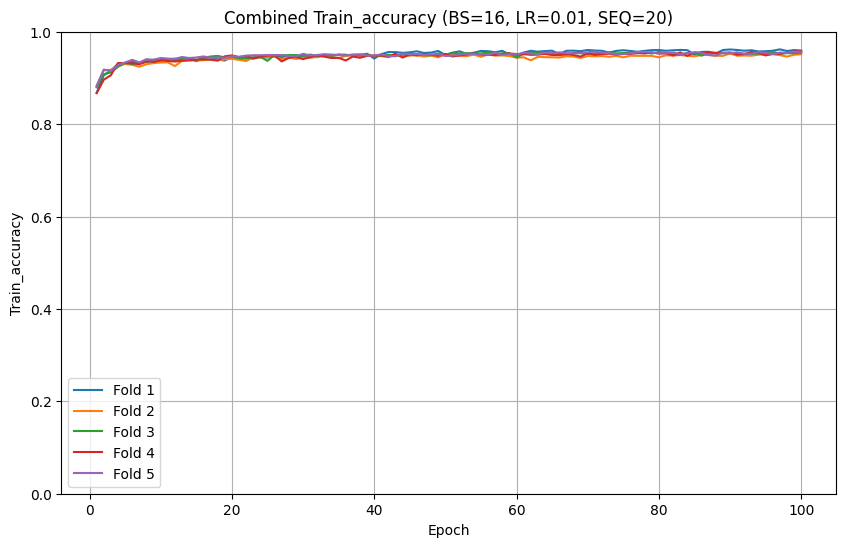 Combined Train_accuracy (BS=16, LR=0.01, SEQ=20)
Train_accuracy
1.0
0.8
0.6
0.4
0.2
0.0
Fold 1
Fold 2
Fold 3
Fold 4
Fold 5
0 20 40 60 80 100
Epoch